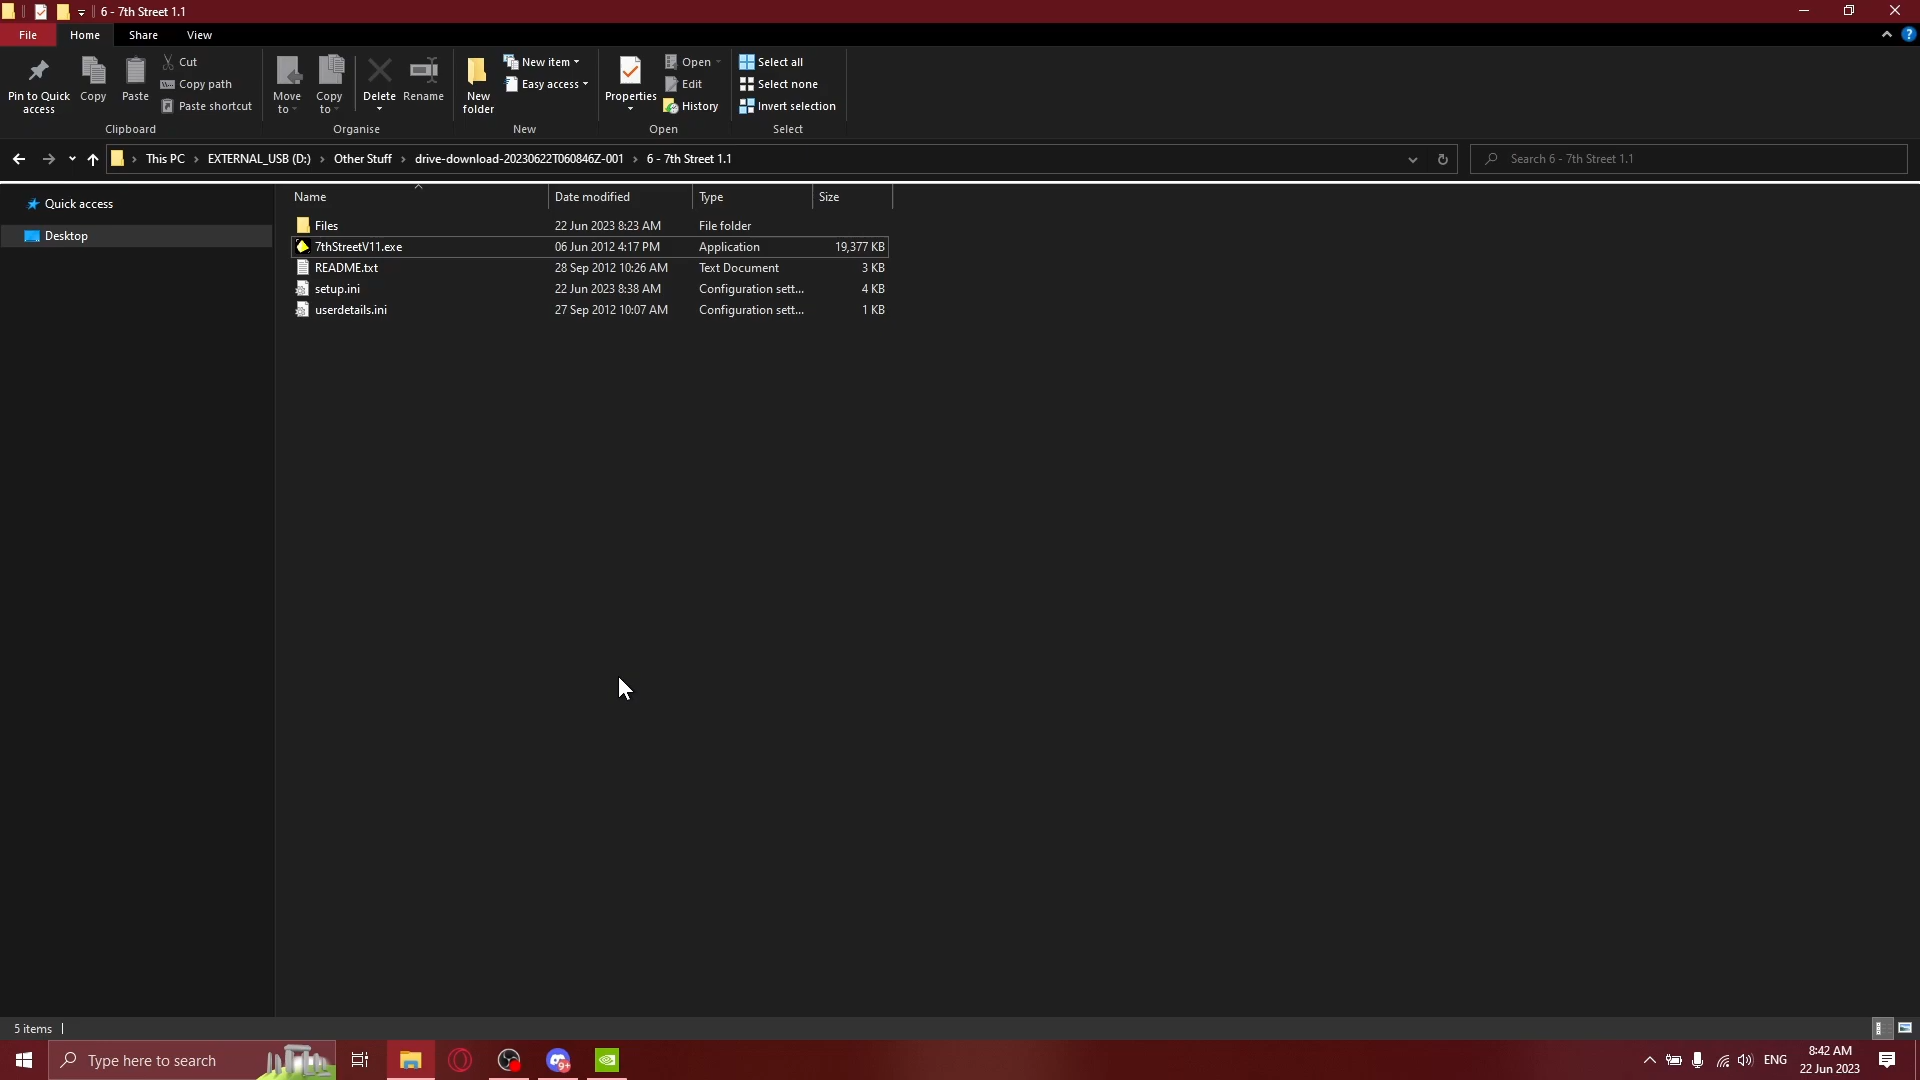 6 - 7th Street 1.1
File Home Share View
Pin to Quick access
Copy
Paste
Cut
Copy path
Paste shortcut
Clipboard
Move to
Copy to
Delete
Rename
Organise
New folder
New item
Easy access
New
Properties
Open
Edit
History
Open
Select all
Select none
Invert selection
Select
This PC › EXTERNAL_USB (D:) › Other Stuff › drive-download-20230622T060846Z-001 › 6 - 7th Street 1.1
Search 6 - 7th Street 1.1
Quick access
Desktop
Name Date modified Type Size
Files 22 Jun 2023 8:23 AM File folder
7thStreetV11.exe 06 Jun 2012 4:17 PM Application 19,377 KB
README.txt 28 Sep 2012 10:26 AM Text Document 3 KB
setup.ini 22 Jun 2023 8:38 AM Configuration sett... 4 KB
userdetails.ini 27 Sep 2012 10:07 AM Configuration sett... 1 KB
5 items
Type here to search
9+
ENG
8:42 AM
22 Jun 2023